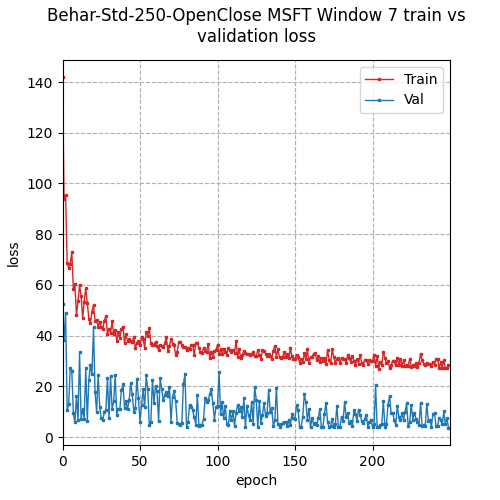 Behar-Std-250-OpenClose MSFT Window 7 train vs
validation loss
Train
Val
140
120
100
80
60
40
20
0
loss
0 50 100 150 200
epoch